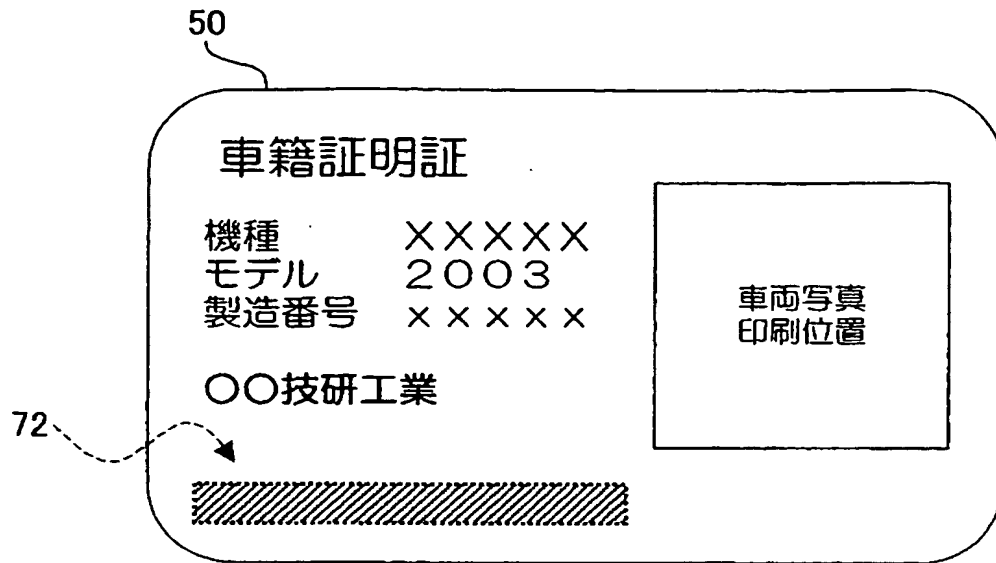 50
車籍証明証
機種 ×××××
モデル 2003
製造番号 ×××××
車両写真
印刷位置
〇〇技研工業
72